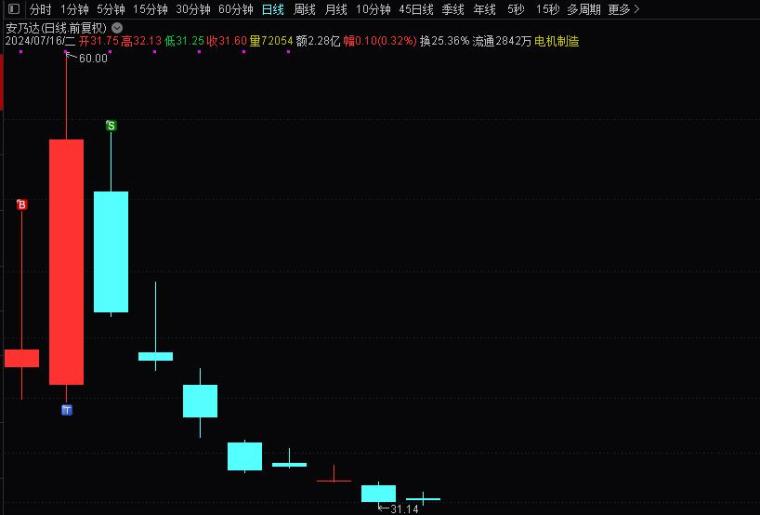 分时 1分钟 5分钟 15分钟 30分钟 60分钟 日线 周线 月线 10分钟 45日线 季线 年线 5秒 15秒 多周期 更多
安乃达(日线.前复权)
2024/07/16/二 开31.75 高32.13 低31.25 收31.60 量72054 额2.28亿 幅0.10(0.32%) 换25.36% 流通2842万 电机制造
60.00
S
B
T
31.14